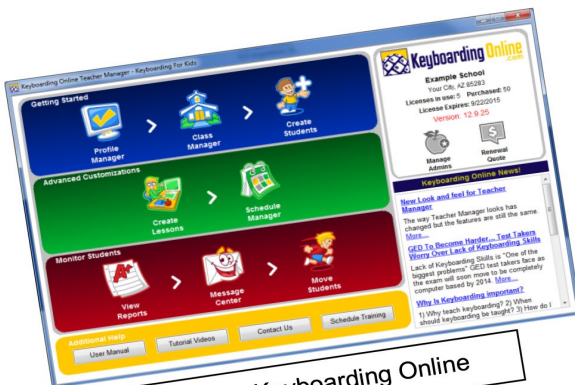 Keyboarding Online Teacher Manager - Keyboarding For Kids
Getting Started
Profile
Manager
Class
Manager
Create
Students
Advanced Customizations
Create
Lessons
Schedule
Manager
Monitor Students
View
Reports
Message
Center
Move
Students
Additional Help
User Manual
Tutorial Videos
Contact Us
Schedule Training
Keyboarding Online
.com
Example School
Your City, AZ 85283
Licenses in use: 5 Purchased: 50
License Expires: 9/22/2015
Version: 12.9.25
Manage
Admins
Renewal
Quote
Keyboarding Online News!
New Look and feel for Teacher
Manager
The way Teacher Manager looks has
changed but the features are still the same.
More...
GED To Become Harder... Test Takers
Worry Over Lack of Keyboarding Skills
Lack of Keyboarding Skills is "One of the
biggest problems" GED test takers face as
the exam will soon move to be completely
computer based by 2014. More...
Why Is Keyboarding important?
1) Why teach keyboarding? 2) When
should keyboarding be taught? 3) How do I
Keyboarding Online